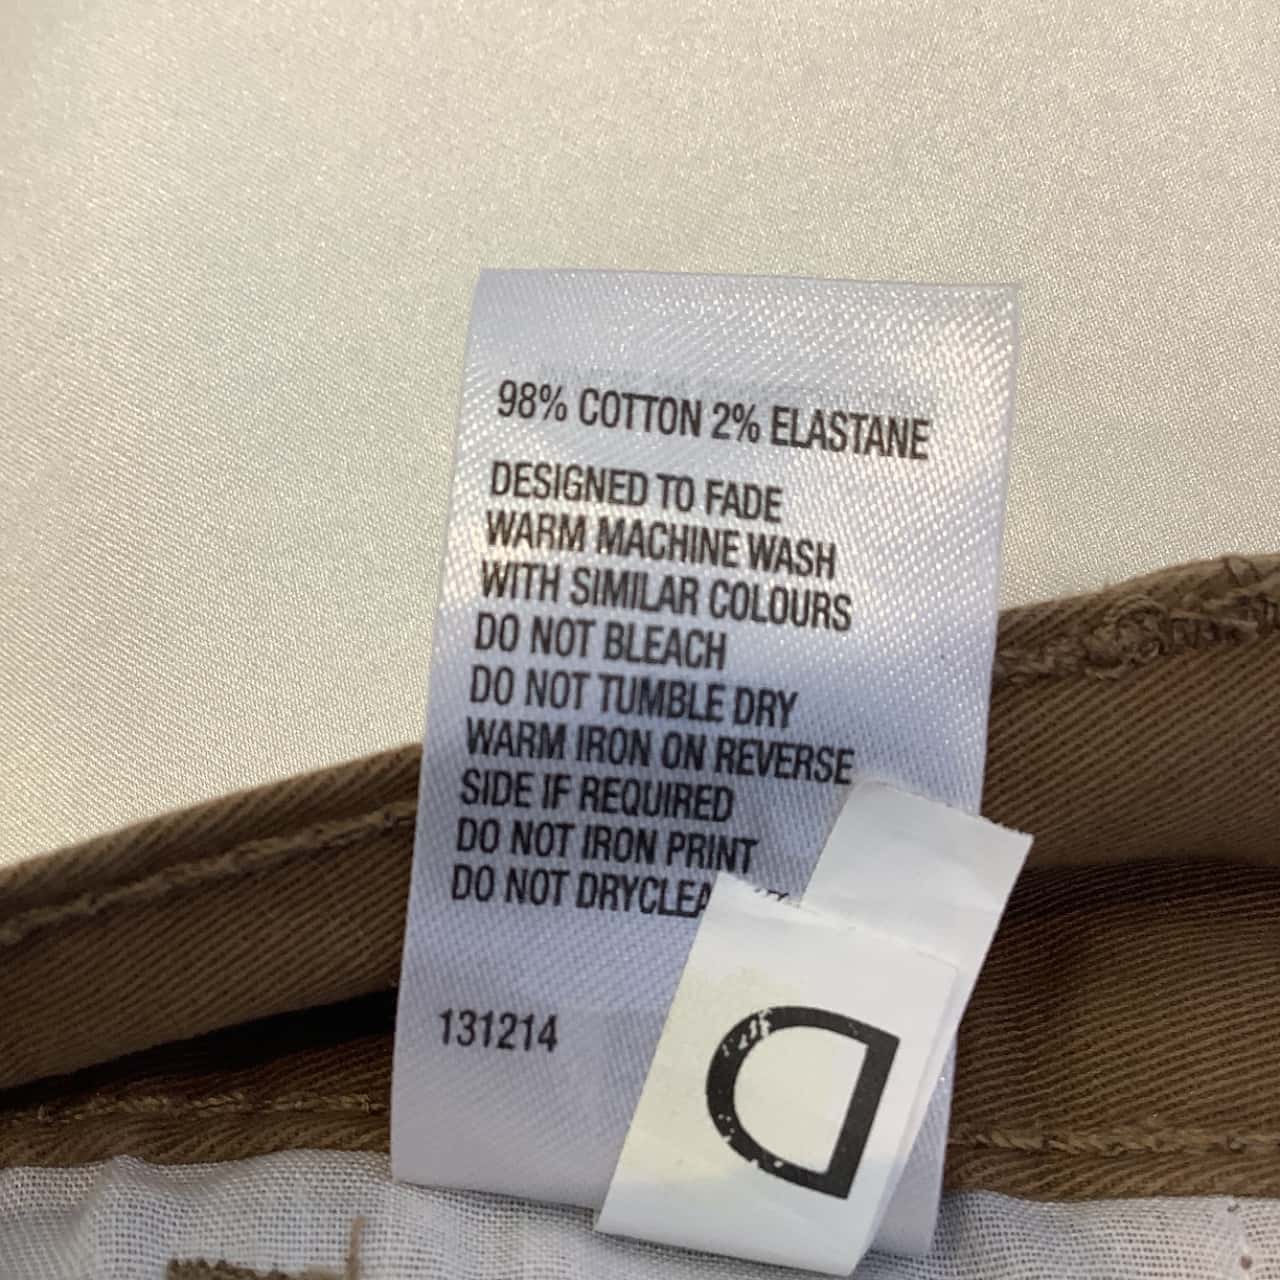 98% COTTON 2% ELASTANE
DESIGNED TO FADE
WARM MACHINE WASH
WITH SIMILAR COLOURS
DO NOT BLEACH
DO NOT TUMBLE DRY
WARM IRON ON REVERSE
SIDE IF REQUIRED
DO NOT IRON PRINT
DO NOT
131214
D